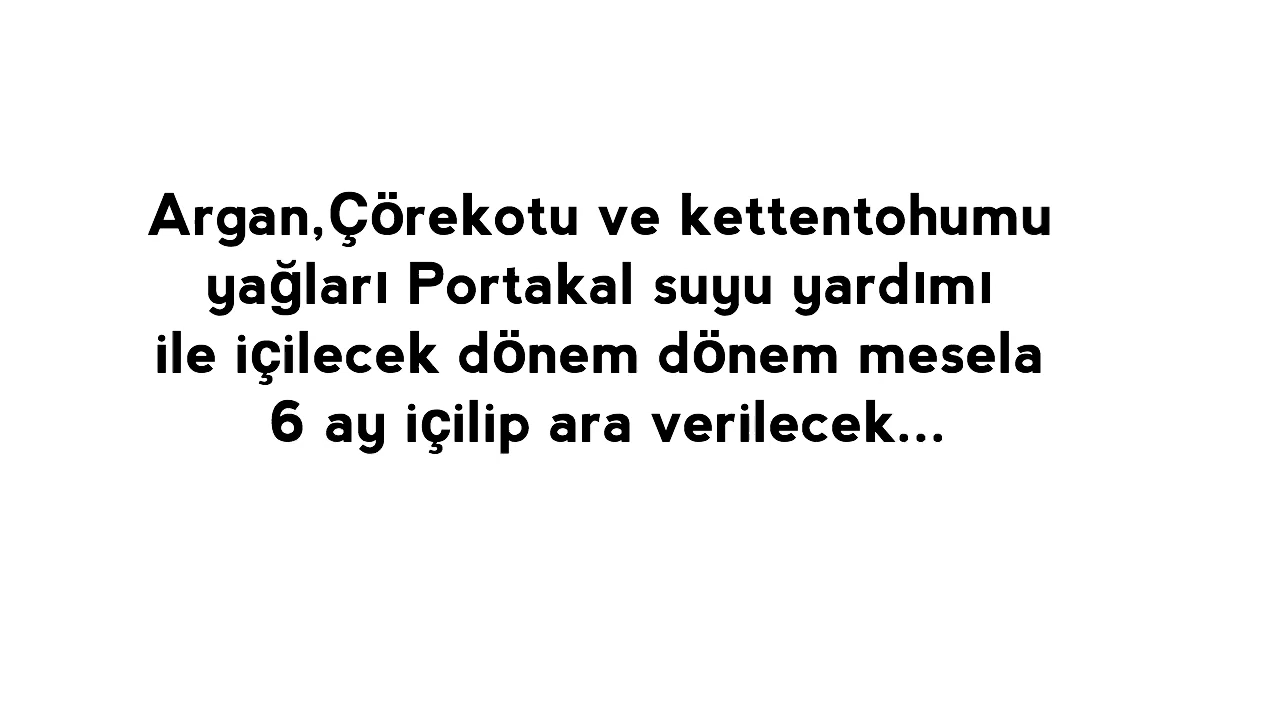 Argan,Çörekotu ve kettentohumu
yağları Portakal suyu yardımı
ile içilecek dönem dönem mesela
6 ay içilip ara verilecek...